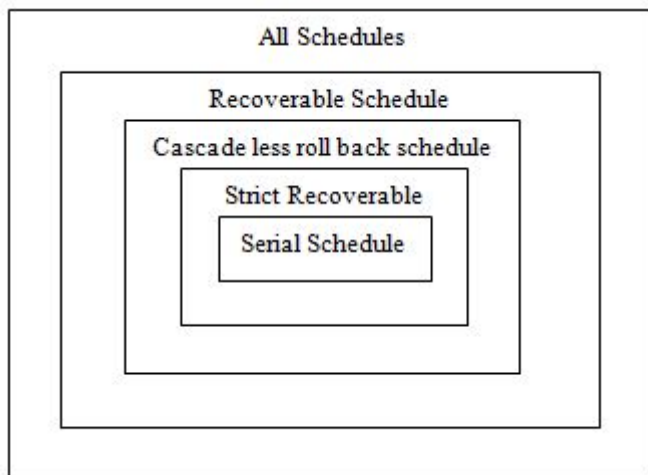 All Schedules
Recoverable Schedule
Cascade less roll back schedule
Strict Recoverable
Serial Schedule